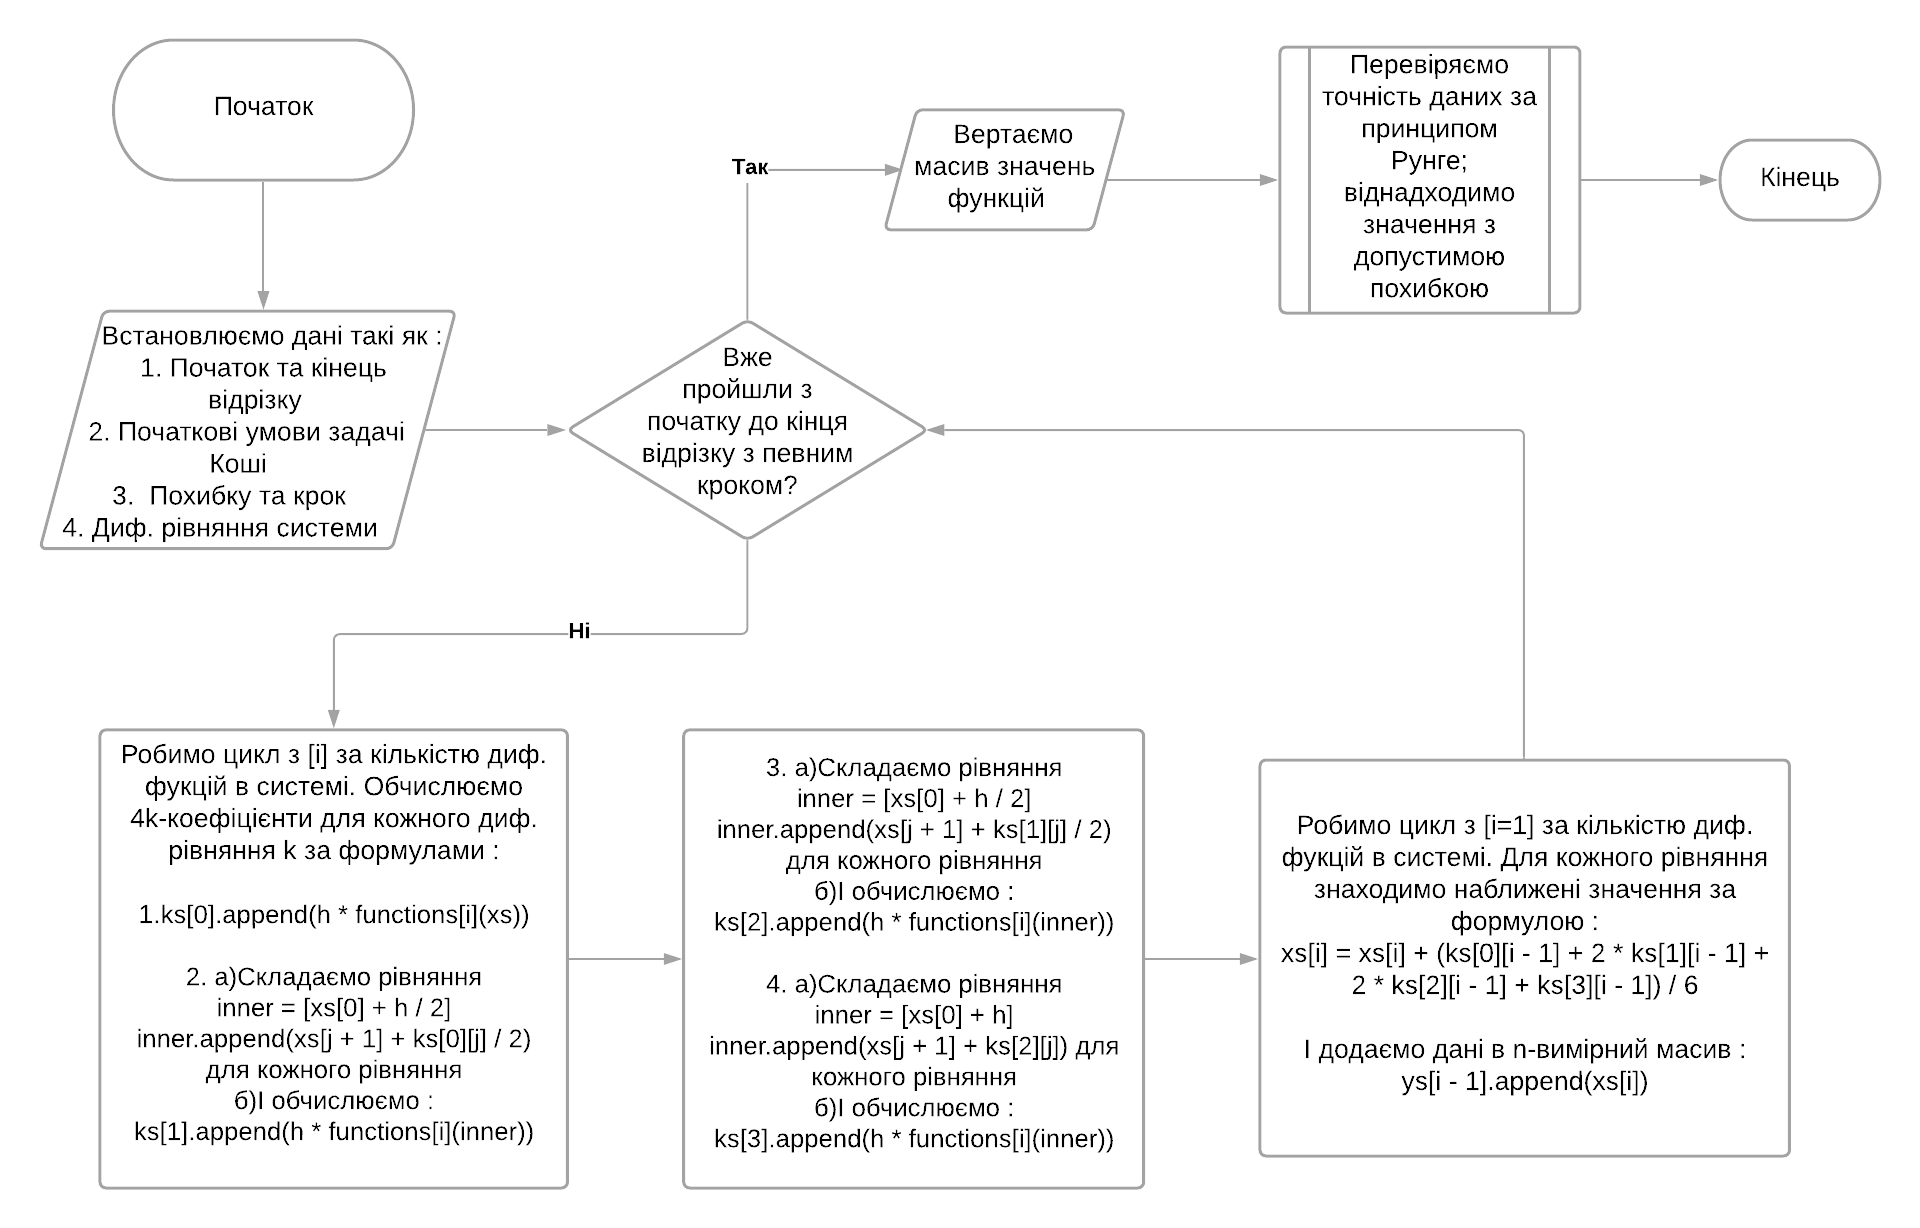 Початок
Встановлюємо дані такі як :
1. Початок та кінець
відрізку
2. Початкові умови задачі
Коші
3. Похибку та крок
4. Диф. рівняння системи
Вже
пройшли з
початку до кінця
відрізку з певним
кроком?
Так
Вертаємо
масив значень
функцій
Перевіряємо
точність даних за
принципом
Рунге;
віднадходимо
значення з
допустимою
похибкою
Кінець
Ні
Робимо цикл з [i] за кількістю диф.
фукцій в системі. Обчислюємо
4k-коефіцієнти для кожного диф.
рівняння k за формулами :
1.ks[0].append(h * functions[i](xs))
2. а)Складаємо рівняння
inner = [xs[0] + h / 2]
inner.append(xs[j + 1] + ks[0][j] / 2)
для кожного рівняння
б)І обчислюємо :
ks[1].append(h * functions[i](inner))
3. а)Складаємо рівняння
inner = [xs[0] + h / 2]
inner.append(xs[j + 1] + ks[1][j] / 2)
для кожного рівняння
б)І обчислюємо :
ks[2].append(h * functions[i](inner))
4. а)Складаємо рівняння
inner = [xs[0] + h]
inner.append(xs[j + 1] + ks[2][j]) для
кожного рівняння
б)І обчислюємо :
ks[3].append(h * functions[i](inner))
Робимо цикл з [i=1] за кількістю диф.
фукцій в системі. Для кожного рівняння
знаходимо наближені значення за
формулою :
xs[i] = xs[i] + (ks[0][i - 1] + 2 * ks[1][i - 1] +
2 * ks[2][i - 1] + ks[3][i - 1]) / 6
І додаємо дані в n-вимірний масив :
ys[i - 1].append(xs[i])